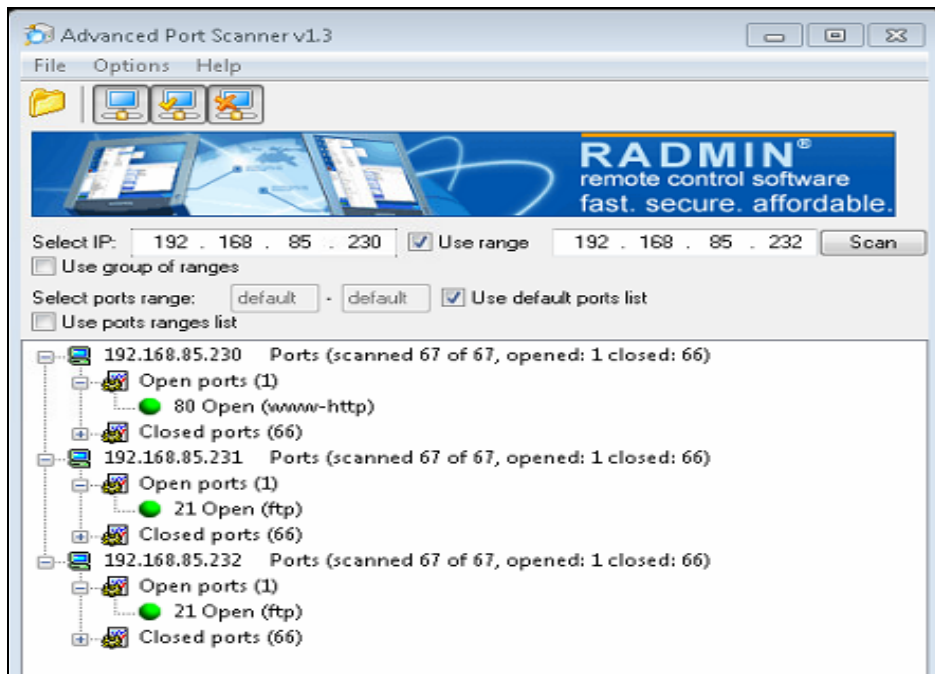 Advanced Port Scanner v1.3
File Options Help
RADMIN®
remote control software
fast. secure. affordable.
Select IP: 192 . 168 . 85 . 230 Use range 192 . 168 . 85 . 232 Scan
Use group of ranges
Select ports range: default - default Use default ports list
Use ports ranges list
192.168.85.230 Ports (scanned 67 of 67, opened: 1 closed: 66)
Open ports (1)
80 Open (www-http)
Closed ports (66)
192.168.85.231 Ports (scanned 67 of 67, opened: 1 closed: 66)
Open ports (1)
21 Open (ftp)
Closed ports (66)
192.168.85.232 Ports (scanned 67 of 67, opened: 1 closed: 66)
Open ports (1)
21 Open (ftp)
Closed ports (66)